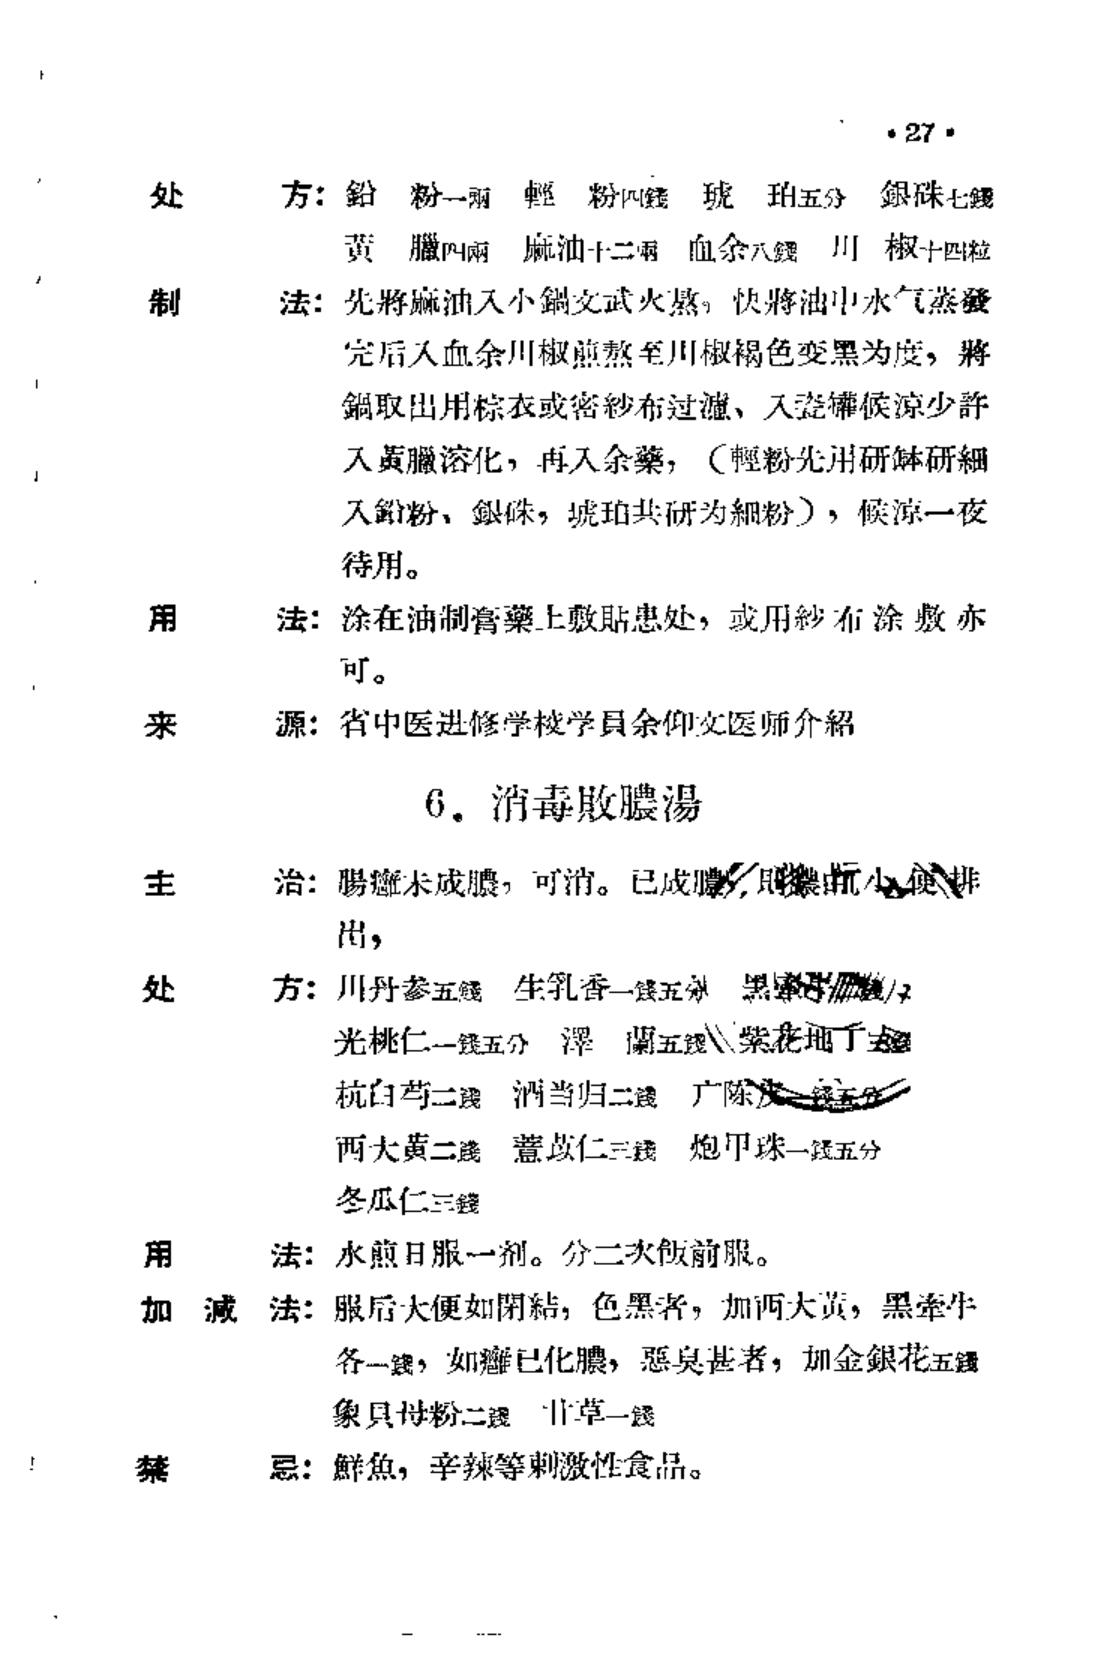 •27•
处 方：鉛 粉一兩 輕 粉四錢 琥 珀五分 銀硃七錢
黃 臘四兩 麻油十二兩 血余八錢 川 椒十四粒
制 法：先將麻油入小鍋文武火熬，快將油中水气蒸發
完后入血余川椒煎熬至川椒褐色变黑为度，將
鍋取出用棕衣或密紗布过濾、入瓷罐候涼少許
入黃臘溶化，再入余藥，（輕粉先用研缽研細
入鉛粉、銀硃，琥珀共研为細粉），候涼一夜
待用。
用 法：涂在油制膏藥上敷貼患处，或用紗布涂敷亦
可。
来 源：省中医进修学校学員余仰文医师介紹
6．消毒敗膿湯
主 治：腸癰未成膿，可消。已成膿 則膿由小便排
出，
处 方：川丹参五錢 生乳香一錢五分 黑
光桃仁一錢五分 澤 蘭五錢 紫花地丁五錢
杭白芍二錢 酒当归二錢 广陈皮一錢五分
西大黃二錢 薏苡仁三錢 炮甲珠一錢五分
冬瓜仁三錢
用 法：水煎日服一剂。分二次飯前服。
加 減 法：服后大便如閉結，色黑者，加西大黃，黑牽牛
各一錢，如癰已化膿，惡臭甚者，加金銀花五錢
象貝母粉二錢 甘草一錢
禁 忌：鮮魚，辛辣等刺激性食品。